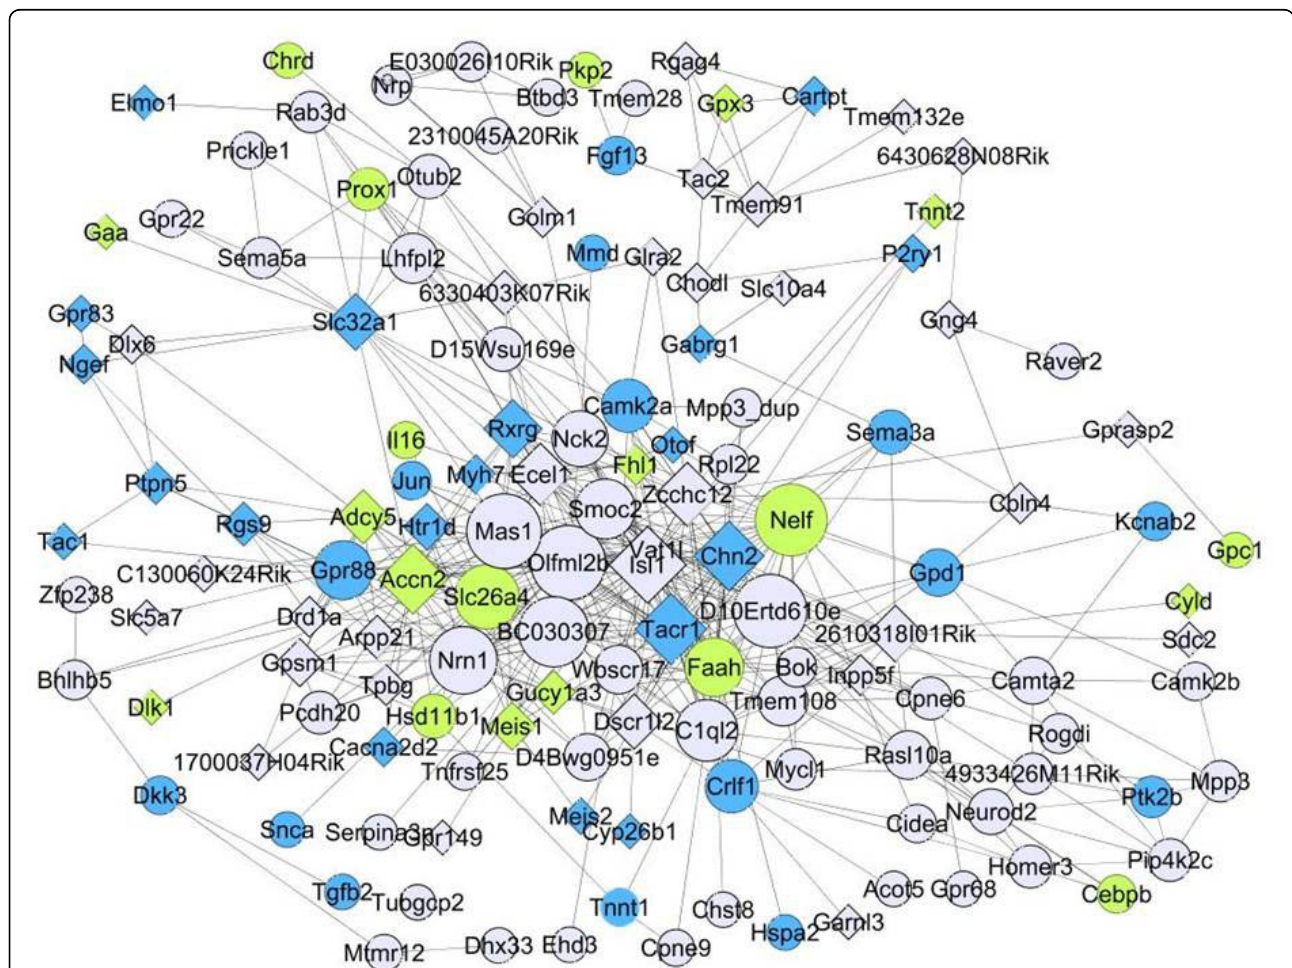 Chrd
E030026I10Rik
Pkp2
Rgag4
Nrp
Btbd3
Tmem28
Gpx3
Cartpt
Elmo1
Rab3d
Tmem132e
2310045A20Rik
Prickle1
Fgf13
6430628N08Rik
Otub2
Prox1
Tac2
Tmem91
Golm1
Gpr22
Tnnt2
Gaa
Sema5a
Lhfpl2
Mmd
Glra2
P2ry1
Chodl
Slc10a4
6330403K07Rik
Gpr83
Slc32a1
Gng4
Dlx6
D15Wsu169e
Gabrg1
Ngef
Raver2
Camk2a
Mpp3_dup
Rxrg
Nck2
Otof
Sema3a
Gprasp2
Il16
Fhl1
Rpl22
Jun
Myh7
Ecel1
Ptpn5
Zcchc12
Smoc2
Cbln4
Adcy5
Rgs9
Htr1d
Mas1
Nelf
Kcnab2
Tac1
Vat1l
Gpc1
C130060K24Rik
Gpr88
Accn2
Olfml2b
Isl1
Chn2
Gpd1
Zfp238
Slc5a7
Slc26a4
Cyld
Drd1a
D10Ertd610e
Arpp21
BC030307
Tacr1
2610318I01Rik
Sdc2
Gpsm1
Nrn1
Wbscr17
Faah
Bok
Inpp5f
Bhlhb5
Tpbg
Gucy1a3
Cpne6
Camta2
Camk2b
Dlk1
Pcdh20
Hsd11b1
Meis1
Dscr1l2
Tmem108
C1ql2
Rogdi
1700037H04Rik
Cacna2d2
D4Bwg0951e
Rasl10a
Tnfrsf25
Mycl1
4933426M11Rik
Mpp3
Dkk3
Crlf1
Ptk2b
Neurod2
Snca
Serpina3n
Gpr149
Meis2
Cyp26b1
Cidea
Pip4k2c
Homer3
Tgfb2
Tubgcp2
Acot5
Gpr68
Cebpb
Tnnt1
Chst8
Garnl3
Hspa2
Mtmr12
Dhx33
Ehd3
Cpne9